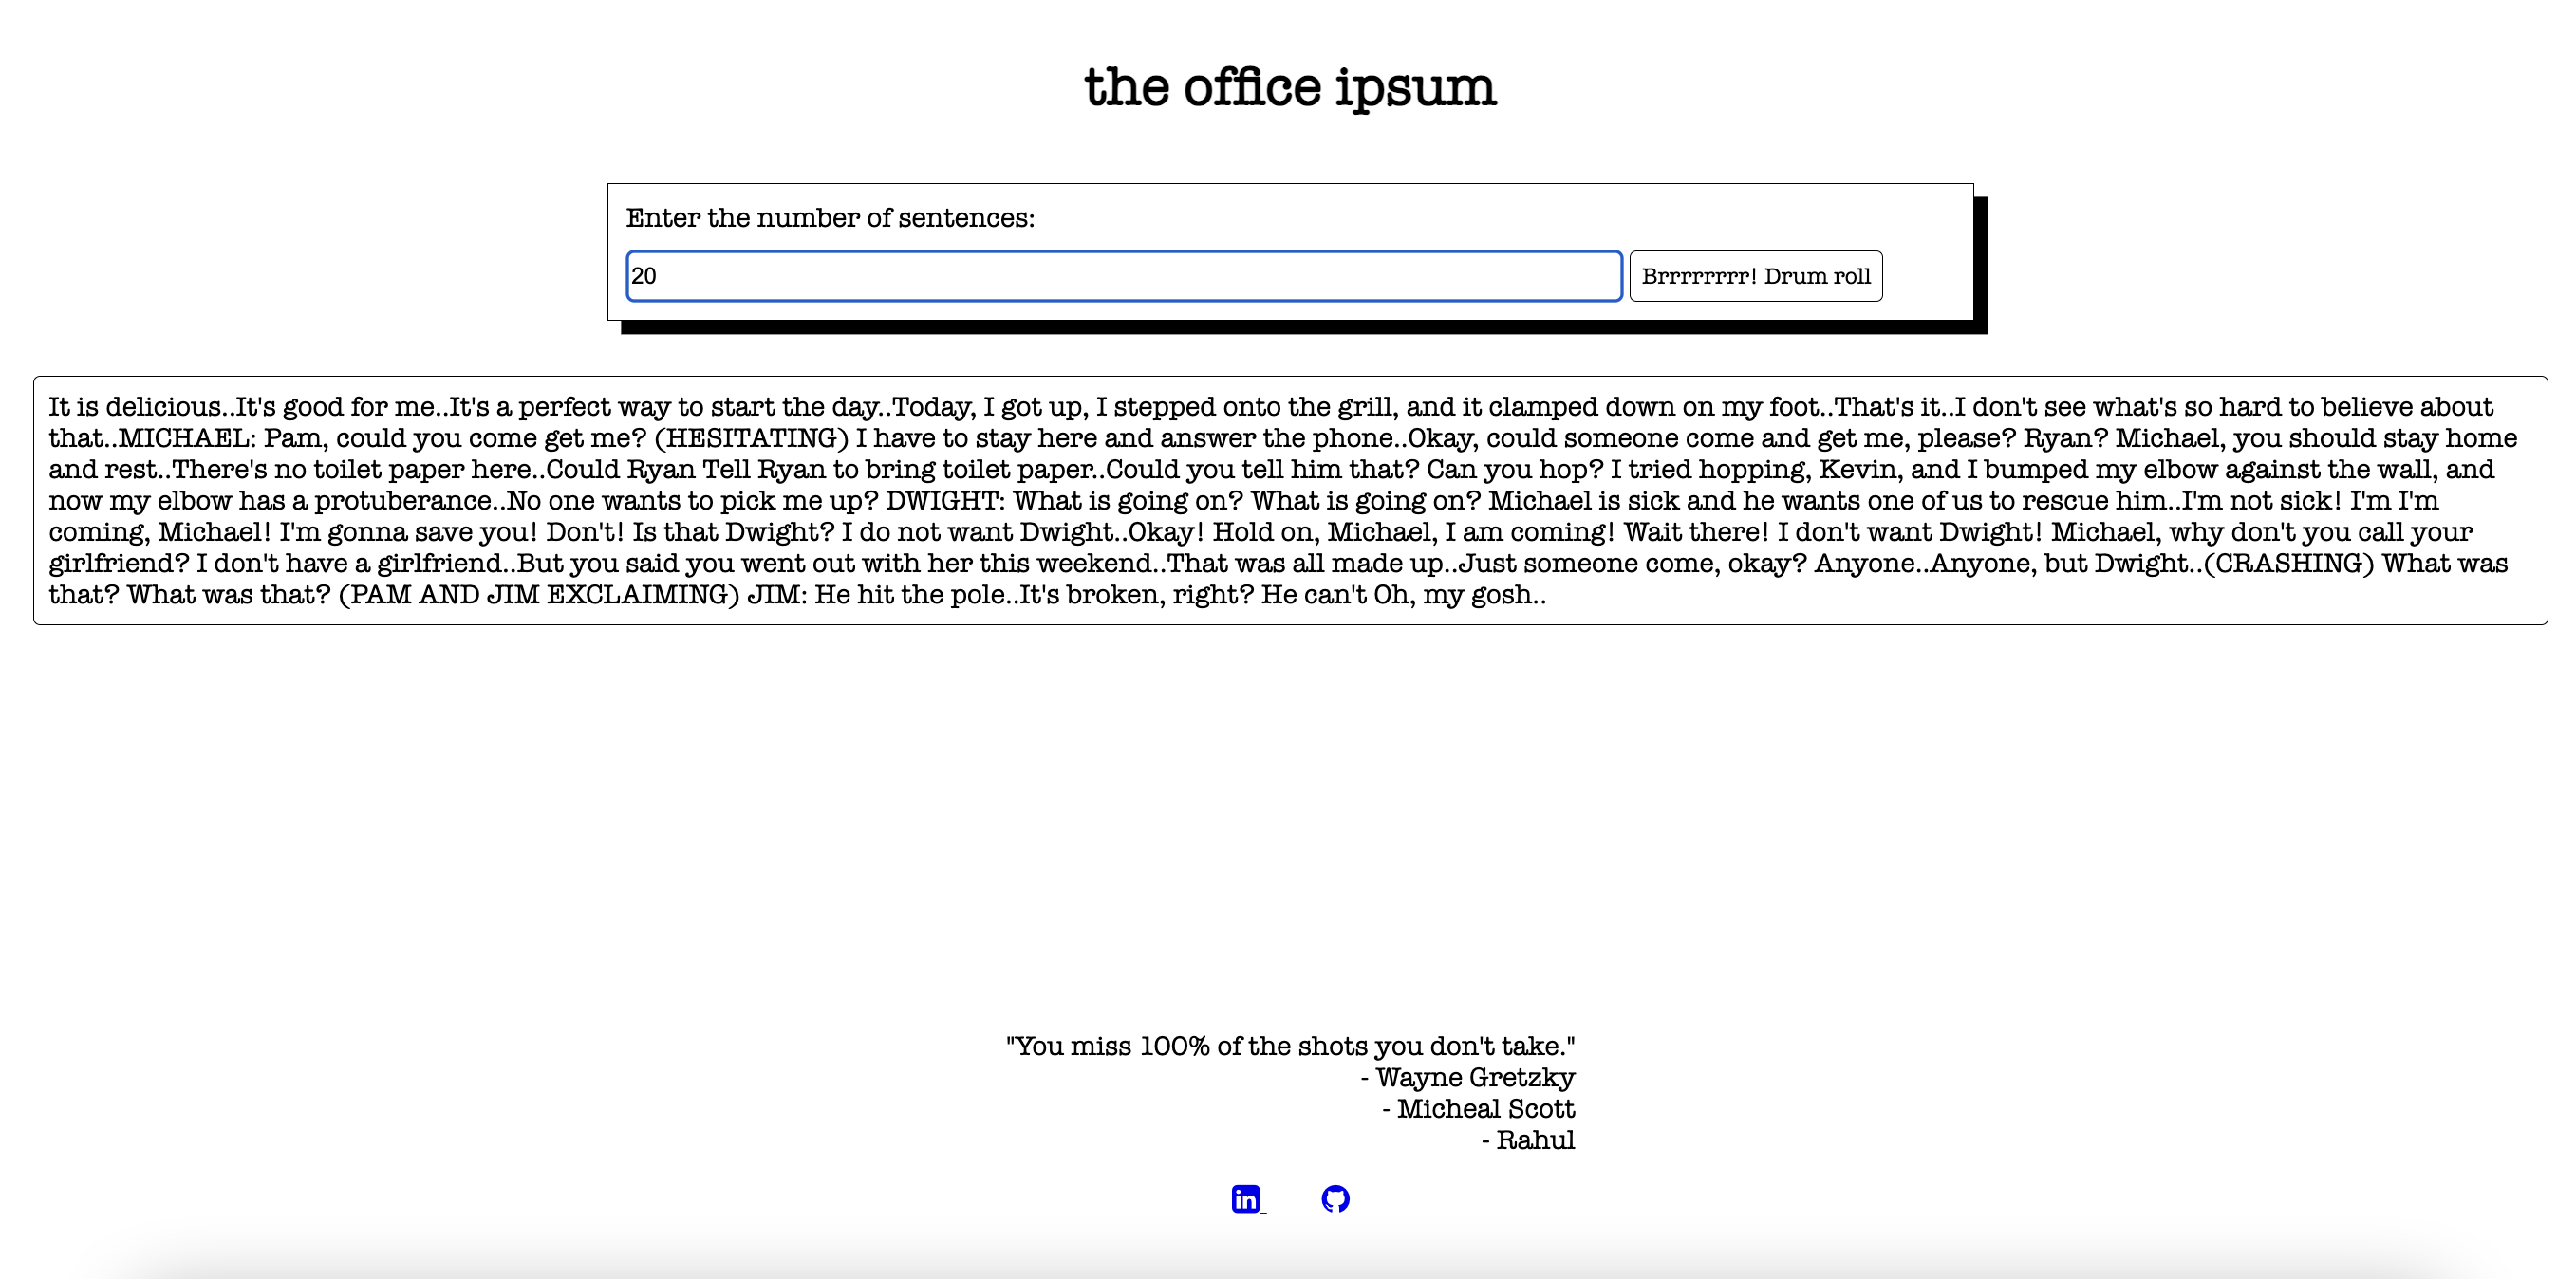 the office ipsum
Enter the number of sentences:
20
Brrrrrrrr! Drum roll
It is delicious..It's good for me..It's a perfect way to start the day..Today, I got up, I stepped onto the grill, and it clamped down on my foot..That's it..I don't see what's so hard to believe about
that..MICHAEL: Pam, could you come get me? (HESITATING) I have to stay here and answer the phone..Okay, could someone come and get me, please? Ryan? Michael, you should stay home
and rest..There's no toilet paper here..Could Ryan Tell Ryan to bring toilet paper..Could you tell him that? Can you hop? I tried hopping, Kevin, and I bumped my elbow against the wall, and
now my elbow has a protuberance..No one wants to pick me up? DWIGHT: What is going on? What is going on? Michael is sick and he wants one of us to rescue him..I'm not sick! I'm I'm
coming, Michael! I'm gonna save you! Don't! Is that Dwight? I do not want Dwight..Okay! Hold on, Michael, I am coming! Wait there! I don't want Dwight! Michael, why don't you call your
girlfriend? I don't have a girlfriend..But you said you went out with her this weekend..That was all made up..Just someone come, okay? Anyone..Anyone, but Dwight..(CRASHING) What was
that? What was that? (PAM AND JIM EXCLAIMING) JIM: He hit the pole..It's broken, right? He can't Oh, my gosh..
"You miss 100% of the shots you don't take."
- Wayne Gretzky
- Micheal Scott
- Rahul
in